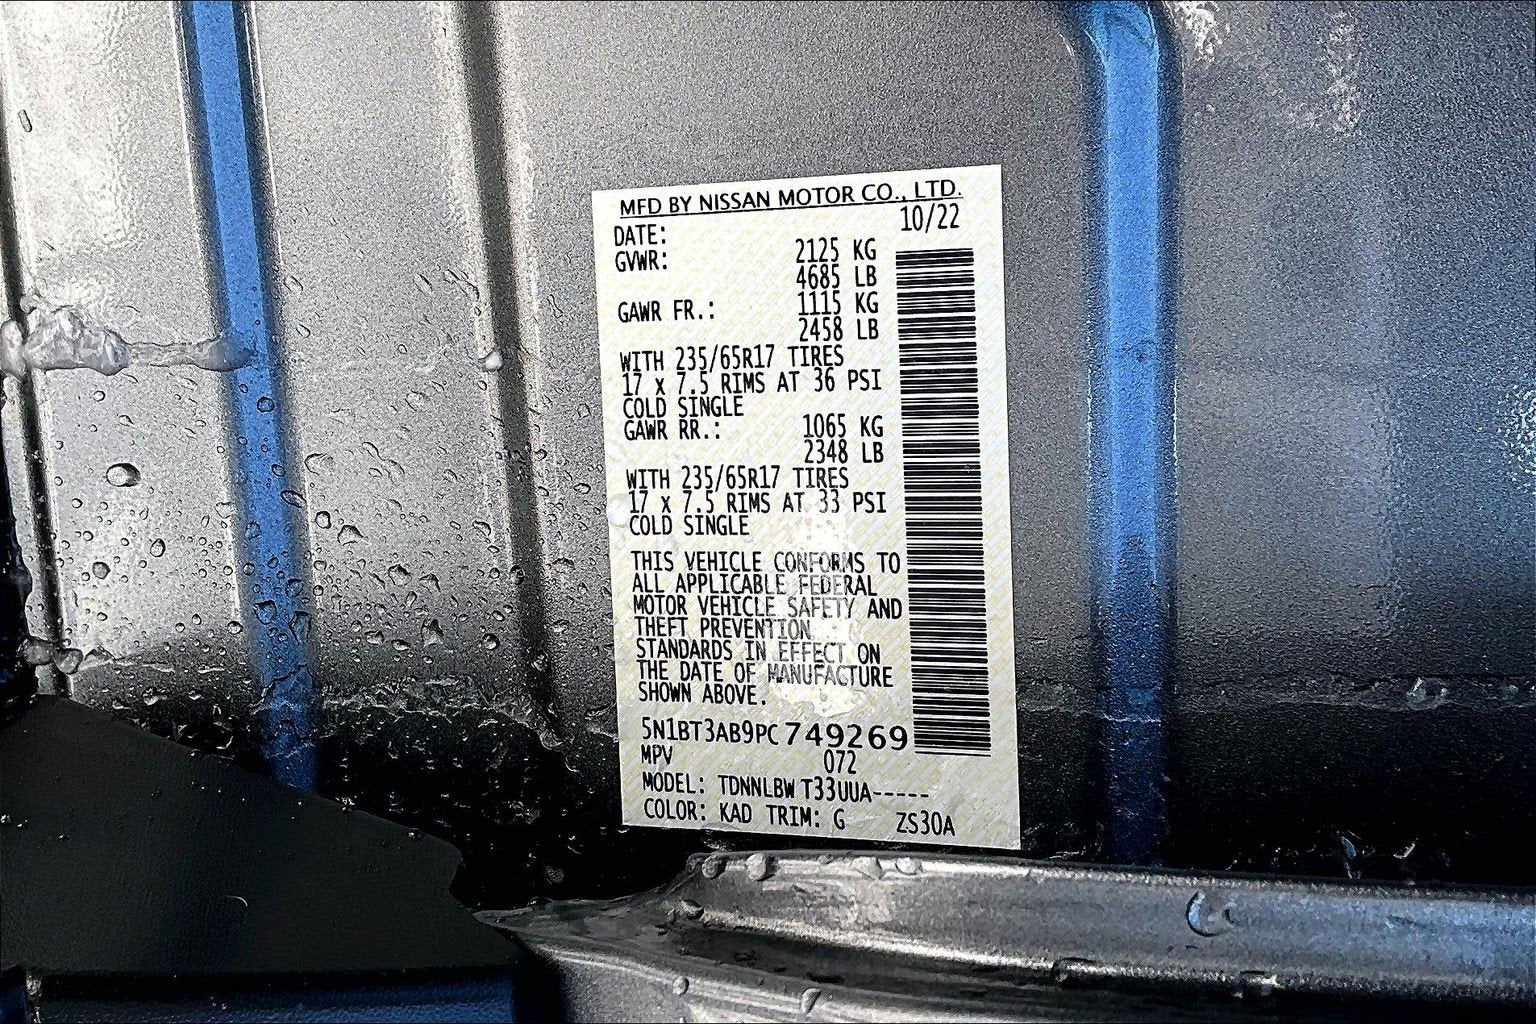 MFD BY NISSAN MOTOR CO., LTD.
DATE: 10/22
GVWR: 2125 KG
4685 LB
GAWR FR.: 1115 KG
2458 LB
WITH 235/65R17 TIRES
17 x 7.5 RIMS AT 36 PSI
COLD SINGLE
GAWR RR.: 1065 KG
2348 LB
WITH 235/65R17 TIRES
17 x 7.5 RIMS AT 33 PSI
COLD SINGLE
THIS VEHICLE CONFORMS TO
ALL APPLICABLE FEDERAL
MOTOR VEHICLE SAFETY AND
THEFT PREVENTION
STANDARDS IN EFFECT ON
THE DATE OF MANUFACTURE
SHOWN ABOVE.
5N1BT3AB9PC749269
MPV 072
MODEL: TDNNLBW T33UUA-----
COLOR: KAD TRIM: G ZS30A